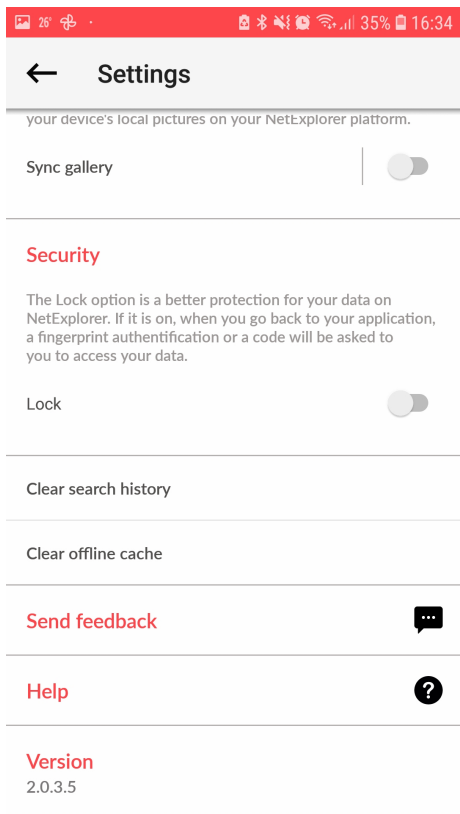 26°
35%
16:34
Settings
your device's local pictures on your NetExplorer platform.
Sync gallery
Security
The Lock option is a better protection for your data on
NetExplorer. If it is on, when you go back to your application,
a fingerprint authentification or a code will be asked to
you to access your data.
Lock
Clear search history
Clear offline cache
Send feedback
Help
Version
2.0.3.5